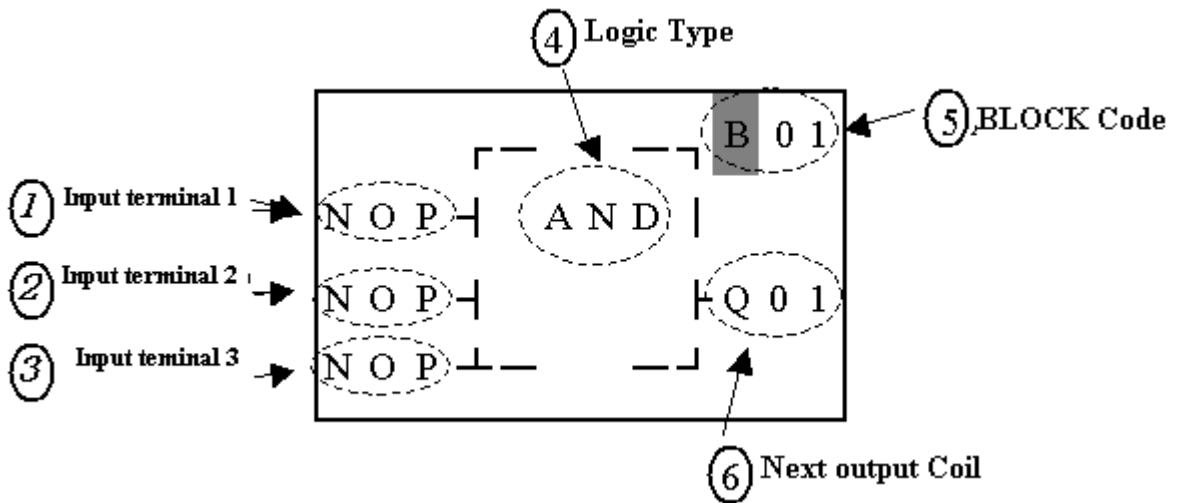 4 Logic Type
B 0 1
5 ,BLOCK Code
1 Input terminal 1
N O P
A N D
2 Input terminal 2
N O P
Q 0 1
3 Input teminal 3
N O P
6 Next output Coil